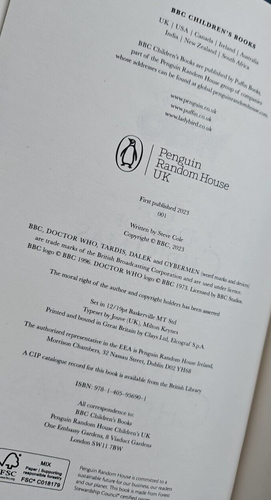 BBC CHILDREN'S BOOKS
UK | USA | Canada | Ireland | Australia
India | New Zealand | South Africa
BBC Children's Books are published by Puffin Books,
part of the Penguin Random House group of companies
whose addresses can be found at global.penguinrandomhouse.com.
www.penguin.co.uk
www.puffin.co.uk
www.ladybird.co.uk
Penguin
Random House
UK
First published 2023
001
Written by Steve Cole
Copyright © BBC, 2023
BBC, DOCTOR WHO, TARDIS, DALEK and CYBERMEN (word marks and devices)
are trade marks of the British Broadcasting Corporation and are used under licence.
BBC logo © BBC 1996. DOCTOR WHO logo © BBC 1973. Licensed by BBC Studios.
The moral right of the author and copyright holders has been asserted
Set in 12/19pt Baskerville MT Std
Typeset by Jouve (UK), Milton Keynes
Printed and bound in Great Britain by Clays Ltd, Elcograf S.p.A.
The authorized representative in the EEA is Penguin Random House Ireland,
Morrison Chambers, 32 Nassau Street, Dublin D02 YH68
A CIP catalogue record for this book is available from the British Library
ISBN: 978-1-405-95690-1
All correspondence to:
BBC Children's Books
Penguin Random House Children's UK
One Embassy Gardens, 8 Viaduct Gardens
London SW11 7BW
FSC
MIX
Paper | Supporting
responsible forestry
FSC® C018179
Penguin Random House is committed to a
sustainable future for our business, our readers
and our planet. This book is made from Forest
Stewardship Council® certified